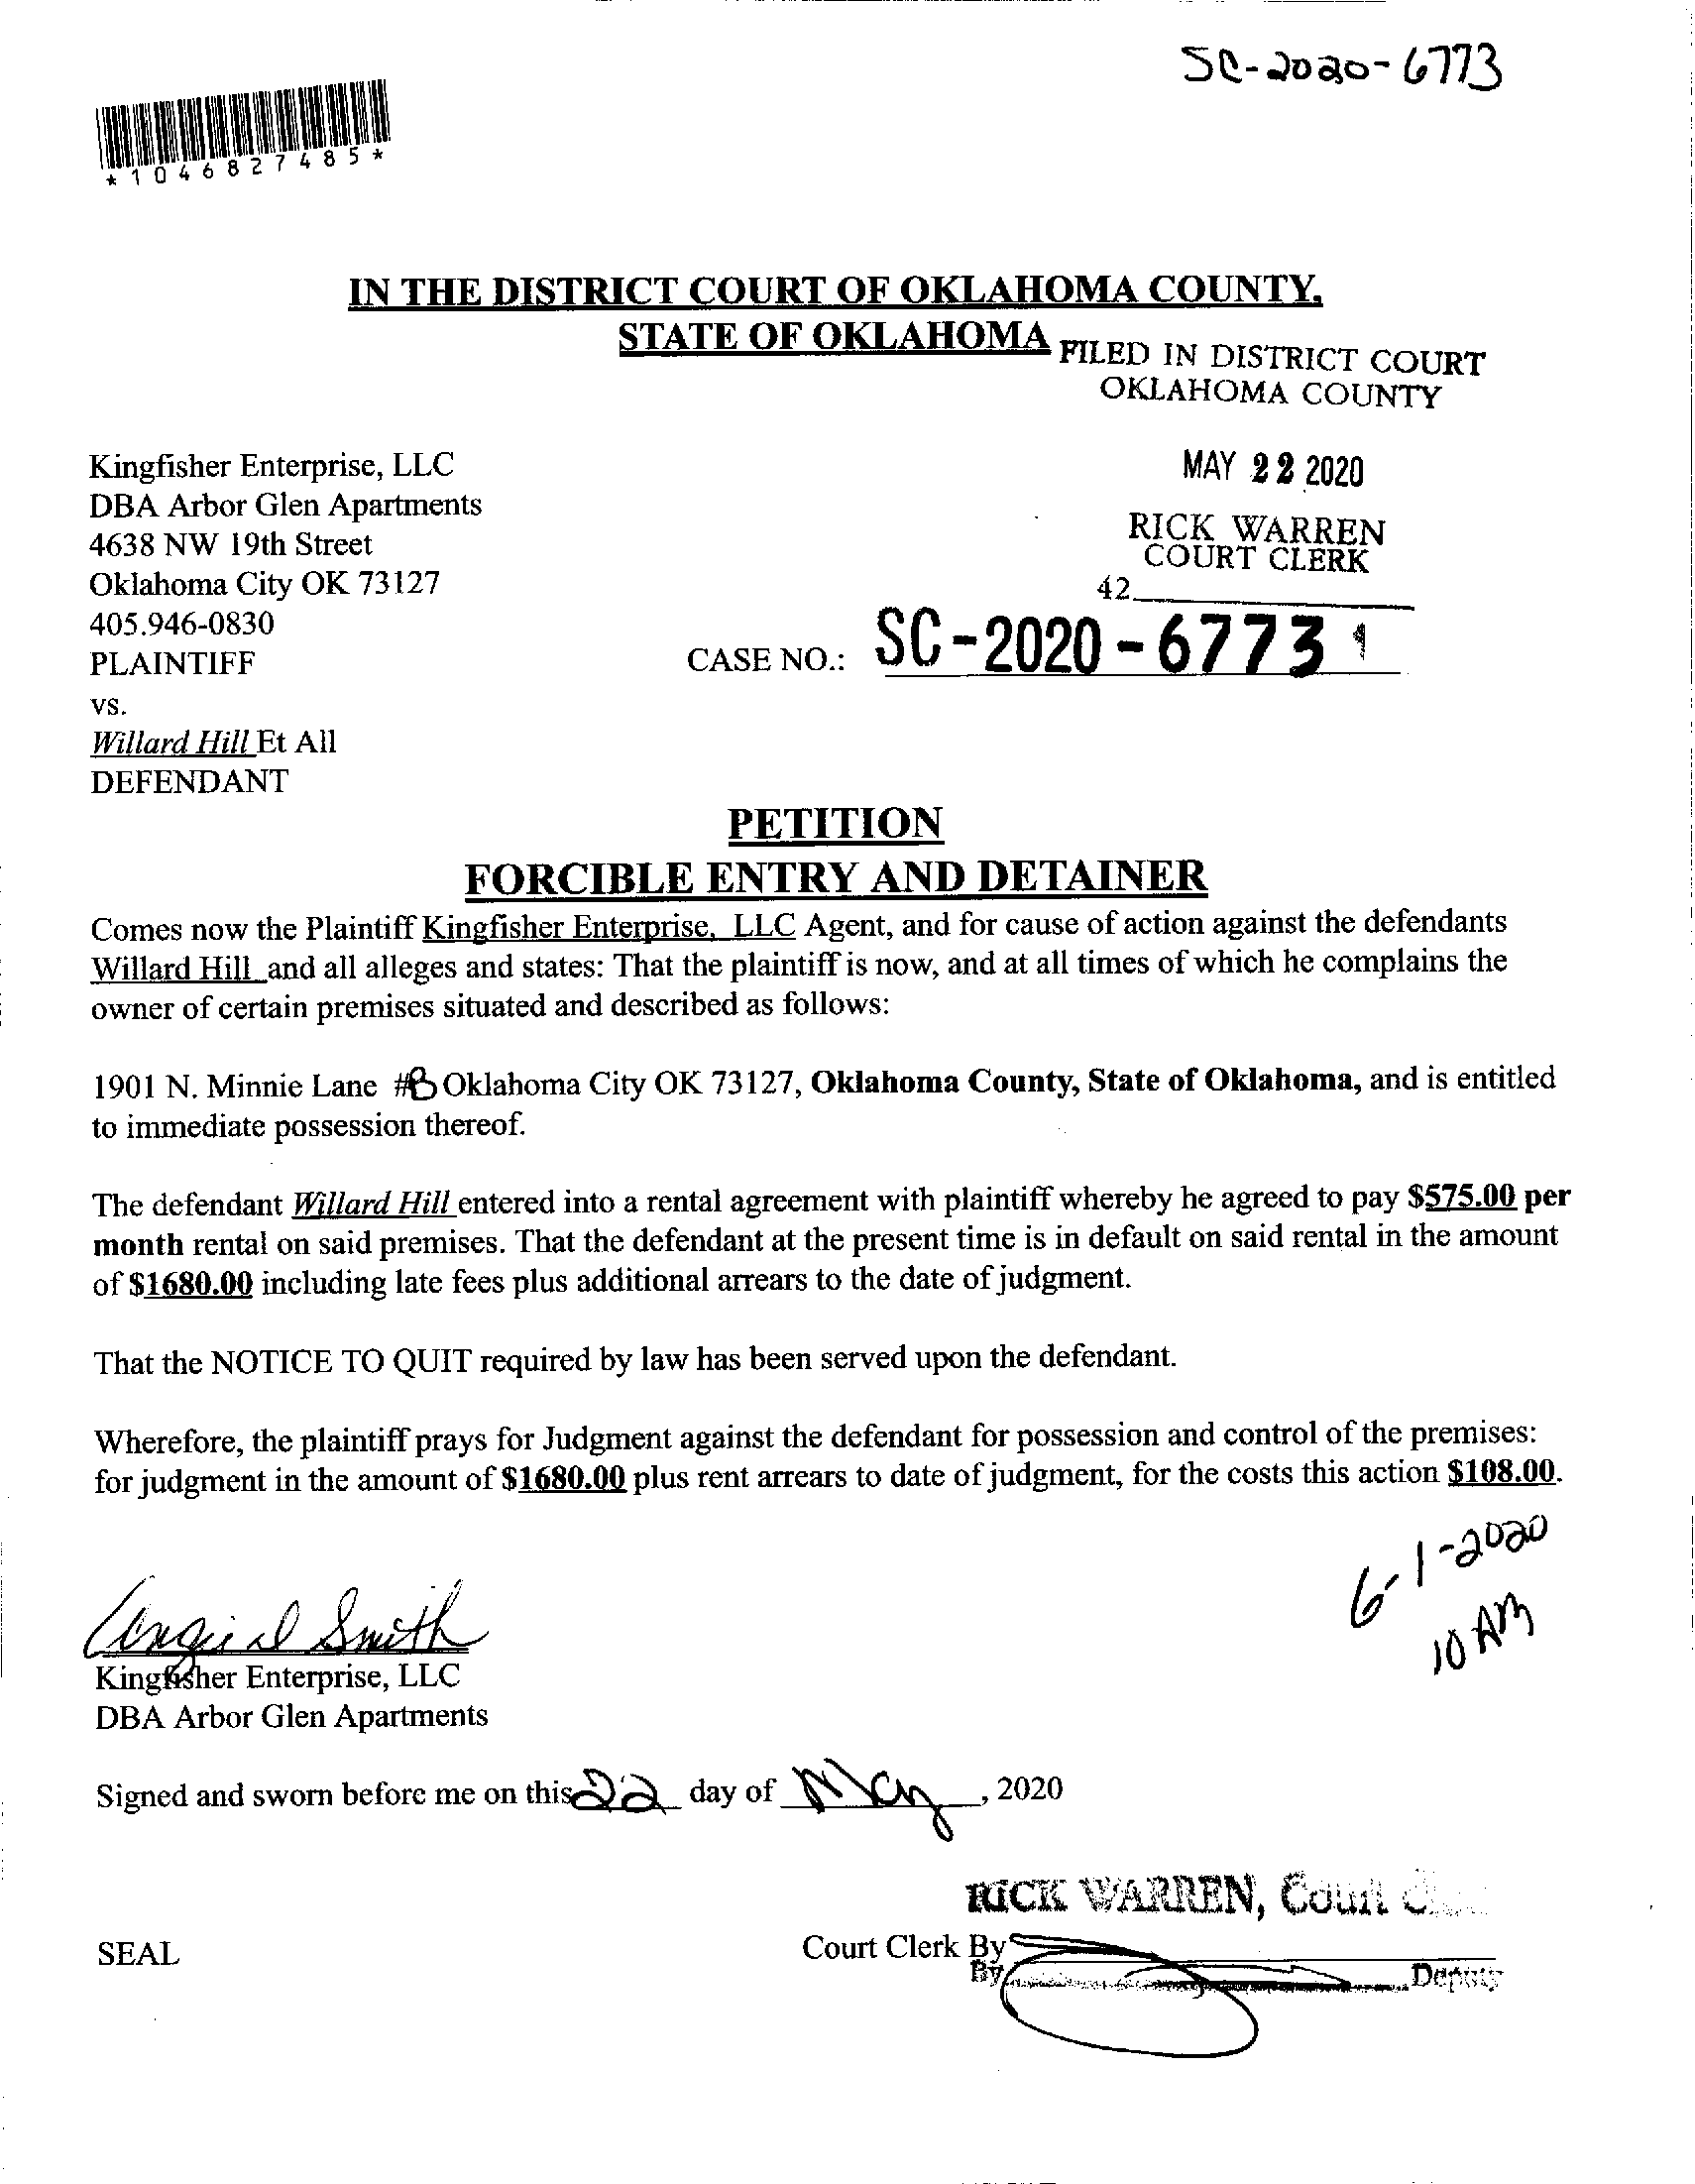 SC-2020-6773
*1046827485*
IN THE DISTRICT COURT OF OKLAHOMA COUNTY,
STATE OF OKLAHOMA
FILED IN DISTRICT COURT
OKLAHOMA COUNTY
MAY 22 2020
RICK WARREN
COURT CLERK
42
Kingfisher Enterprise, LLC
DBA Arbor Glen Apartments
4638 NW 19th Street
Oklahoma City OK 73127
405.946-0830
PLAINTIFF
CASE NO.: SC-2020-6773
vs.
Willard Hill Et All
DEFENDANT
PETITION
FORCIBLE ENTRY AND DETAINER
Comes now the Plaintiff Kingfisher Enterprise, LLC Agent, and for cause of action against the defendants
Willard Hill and all alleges and states: That the plaintiff is now, and at all times of which he complains the
owner of certain premises situated and described as follows:
1901 N. Minnie Lane #B Oklahoma City OK 73127, Oklahoma County, State of Oklahoma, and is entitled
to immediate possession thereof.
The defendant Willard Hill entered into a rental agreement with plaintiff whereby he agreed to pay $575.00 per
month rental on said premises. That the defendant at the present time is in default on said rental in the amount
of $1680.00 including late fees plus additional arrears to the date of judgment.
That the NOTICE TO QUIT required by law has been served upon the defendant.
Wherefore, the plaintiff prays for Judgment against the defendant for possession and control of the premises:
for judgment in the amount of $1680.00 plus rent arrears to date of judgment, for the costs this action $108.00.
6-1-2020
10 AM
Smith
Kingfisher Enterprise, LLC
DBA Arbor Glen Apartments
Signed and sworn before me on this 22 day of May, 2020
RICK WARREN, Court
SEAL
Court Clerk By
By Deputy